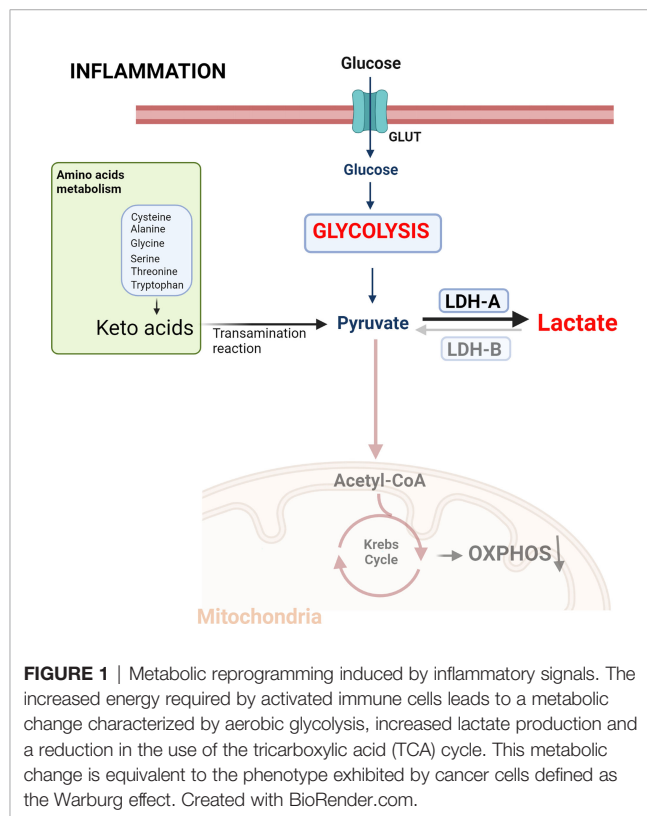 INFLAMMATION
Glucose
GLUT
Glucose
Amino acids
metabolism
Cysteine
Alanine
Glycine
Serine
Threonine
Tryptophan
Keto acids
Transamination
reaction
GLYCOLYSIS
Pyruvate
LDH-A
LDH-B
Lactate
Acetyl-CoA
Krebs
Cycle
OXPHOS
Mitochondria
FIGURE 1 | Metabolic reprogramming induced by inflammatory signals. The
increased energy required by activated immune cells leads to a metabolic
change characterized by aerobic glycolysis, increased lactate production and
a reduction in the use of the tricarboxylic acid (TCA) cycle. This metabolic
change is equivalent to the phenotype exhibited by cancer cells defined as
the Warburg effect. Created with BioRender.com.